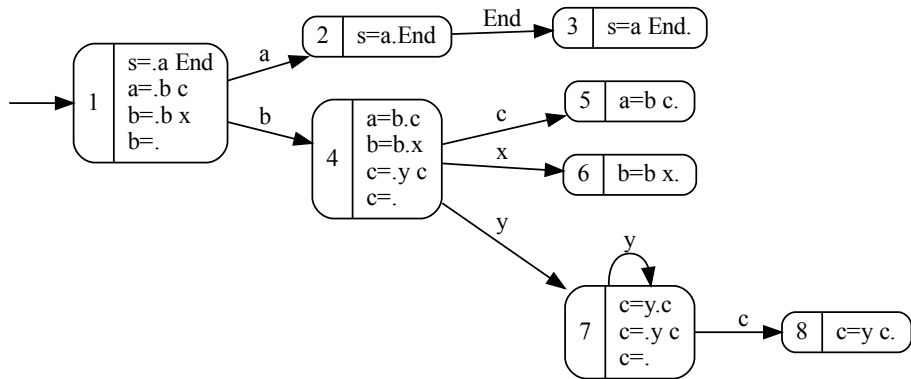 1
s=.a End
a=.b c
b=.b x
b=.
a
2 s=a.End
End
3 s=a End.
b
4
a=b.c
b=b.x
c=.y c
c=.
c
5 a=b c.
x
6 b=b x.
y
y
7
c=y.c
c=.y c
c=.
c
8 c=y c.